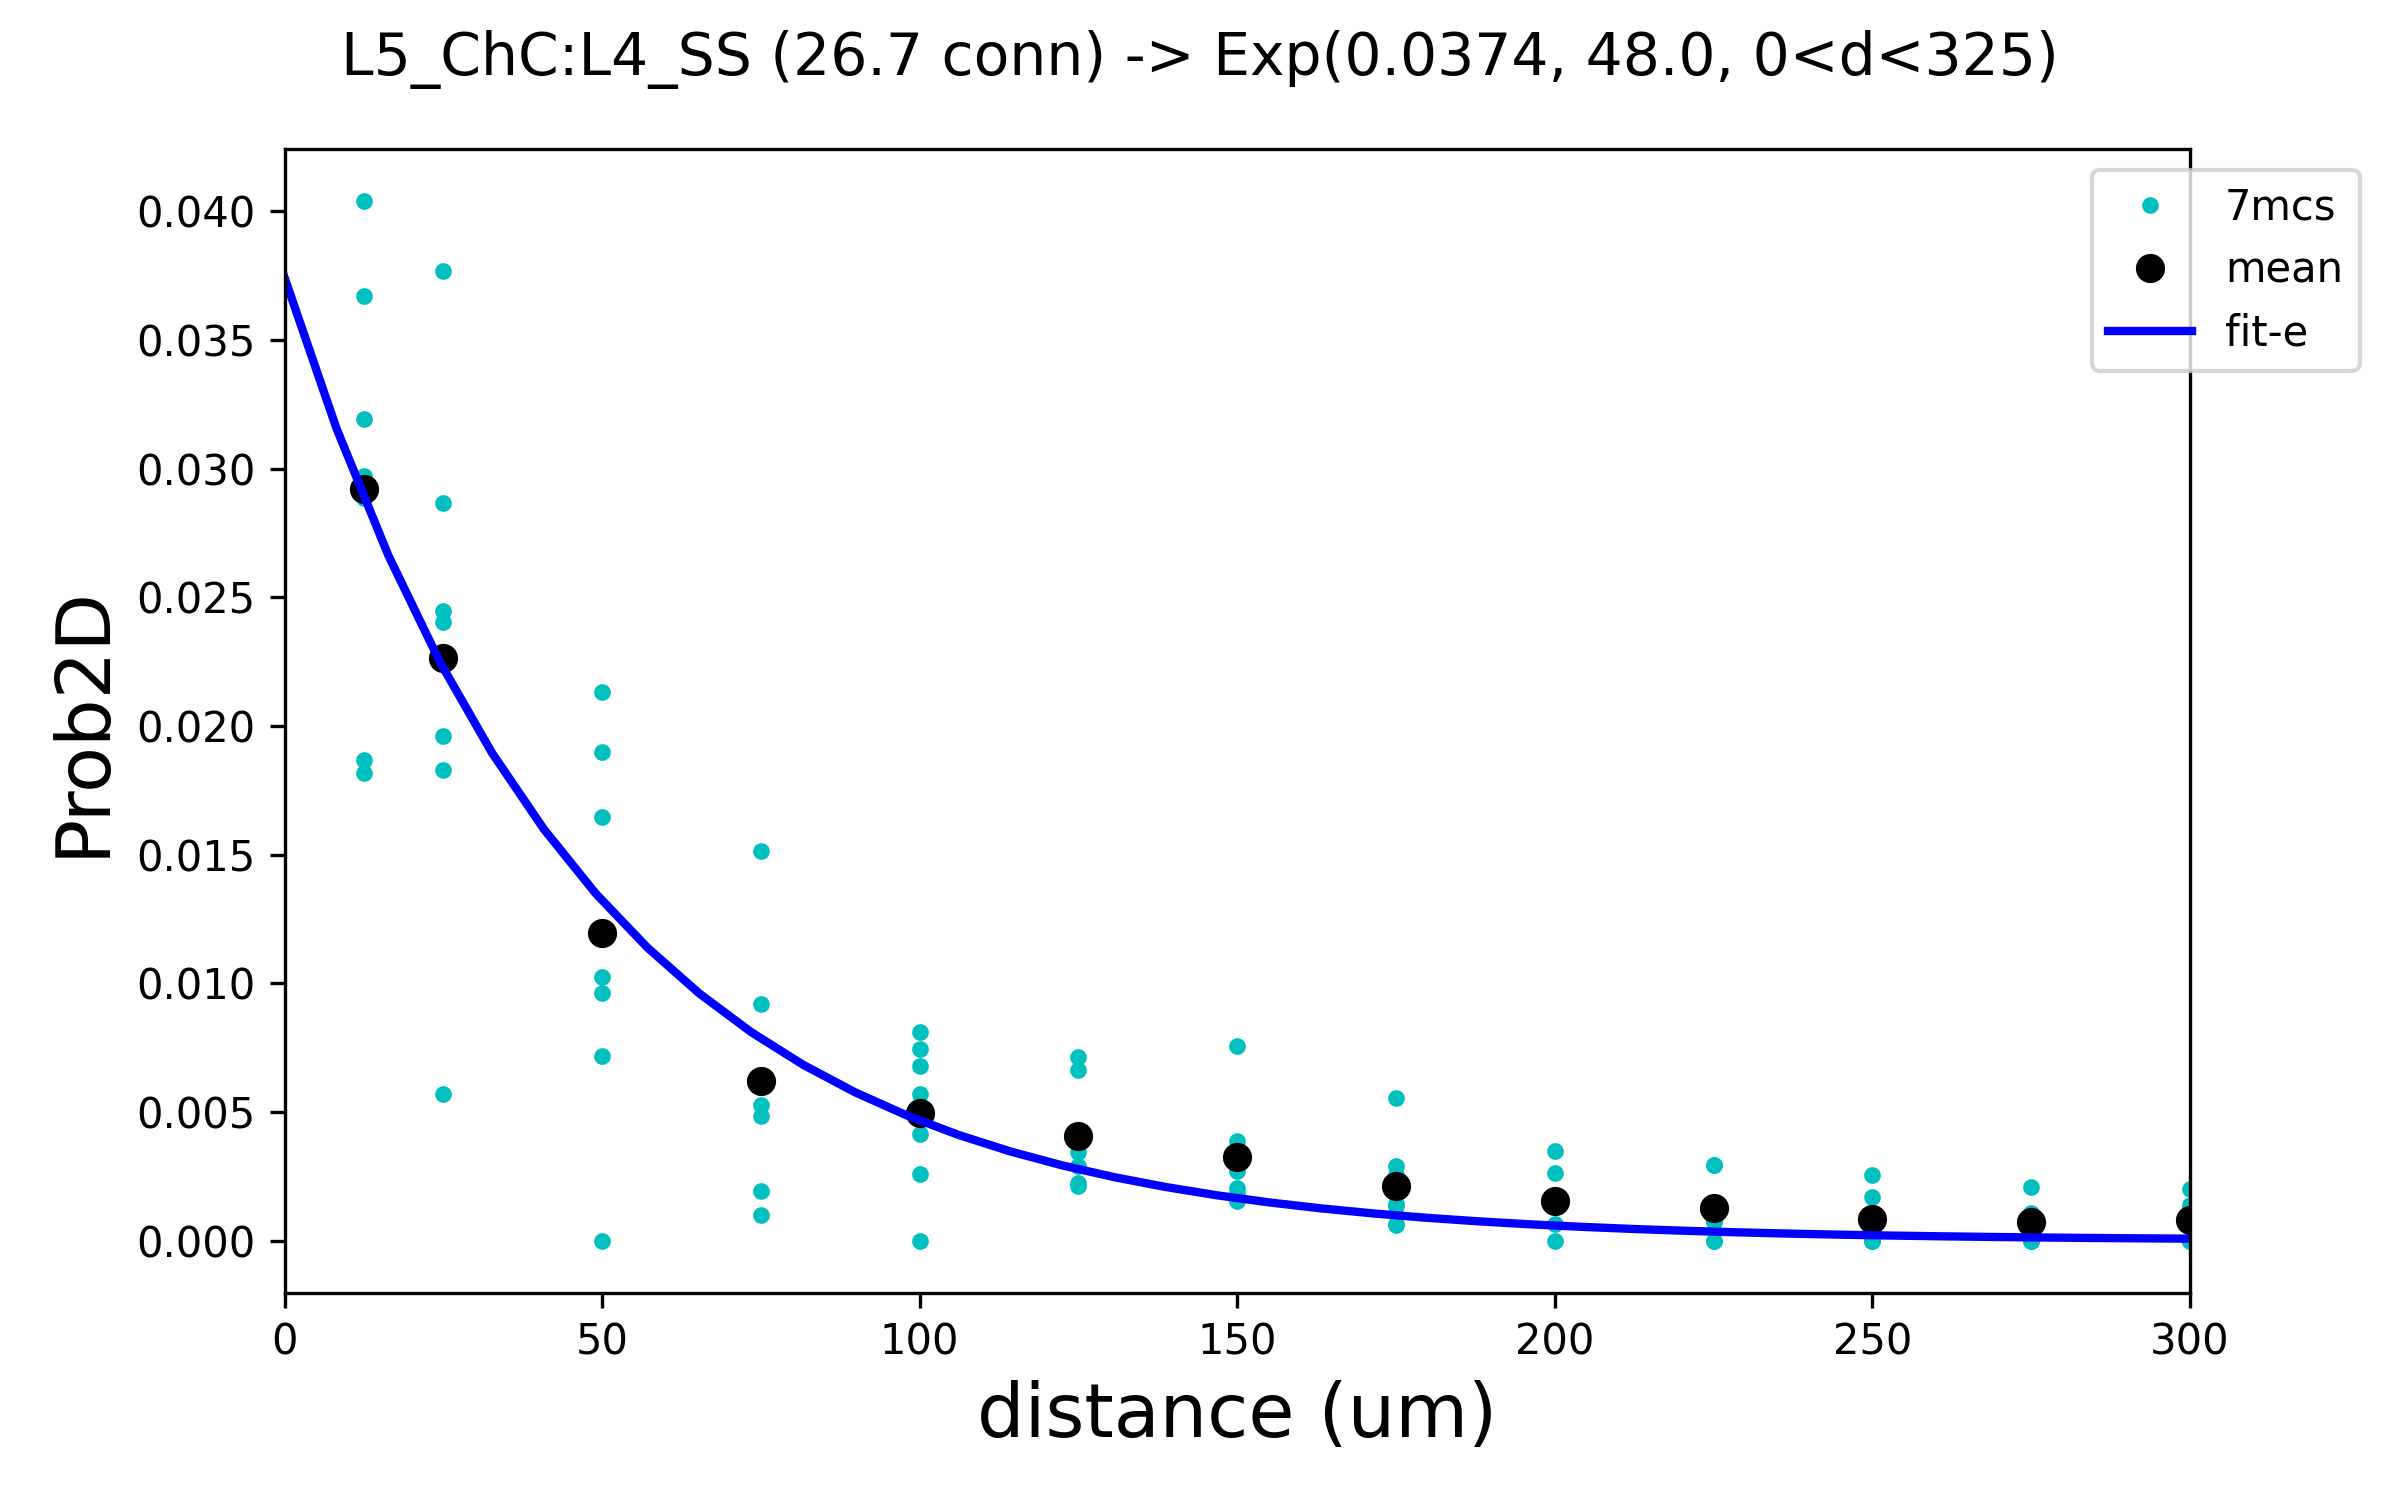 L5_ChC:L4_SS (26.7 conn) -> Exp(0.0374, 48.0, 0<d<325)
7mcs
mean
fit-e
Prob2D
0.040
0.035
0.030
0.025
0.020
0.015
0.010
0.005
0.000
0 50 100 150 200 250 300
distance (um)